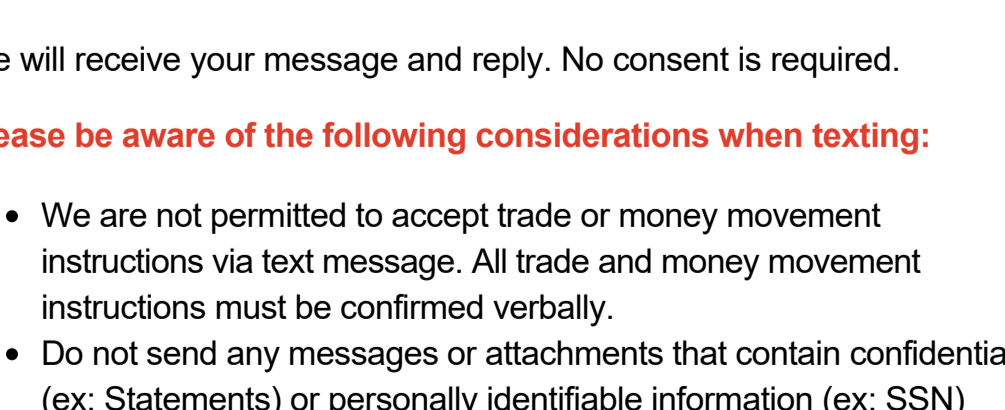 e will receive your message and reply. No consent is required.
ease be aware of the following considerations when texting:
• We are not permitted to accept trade or money movement
instructions via text message. All trade and money movement
instructions must be confirmed verbally.
• Do not send any messages or attachments that contain confidentia
(ex: Statements) or personally identifiable information (ex: SSN)